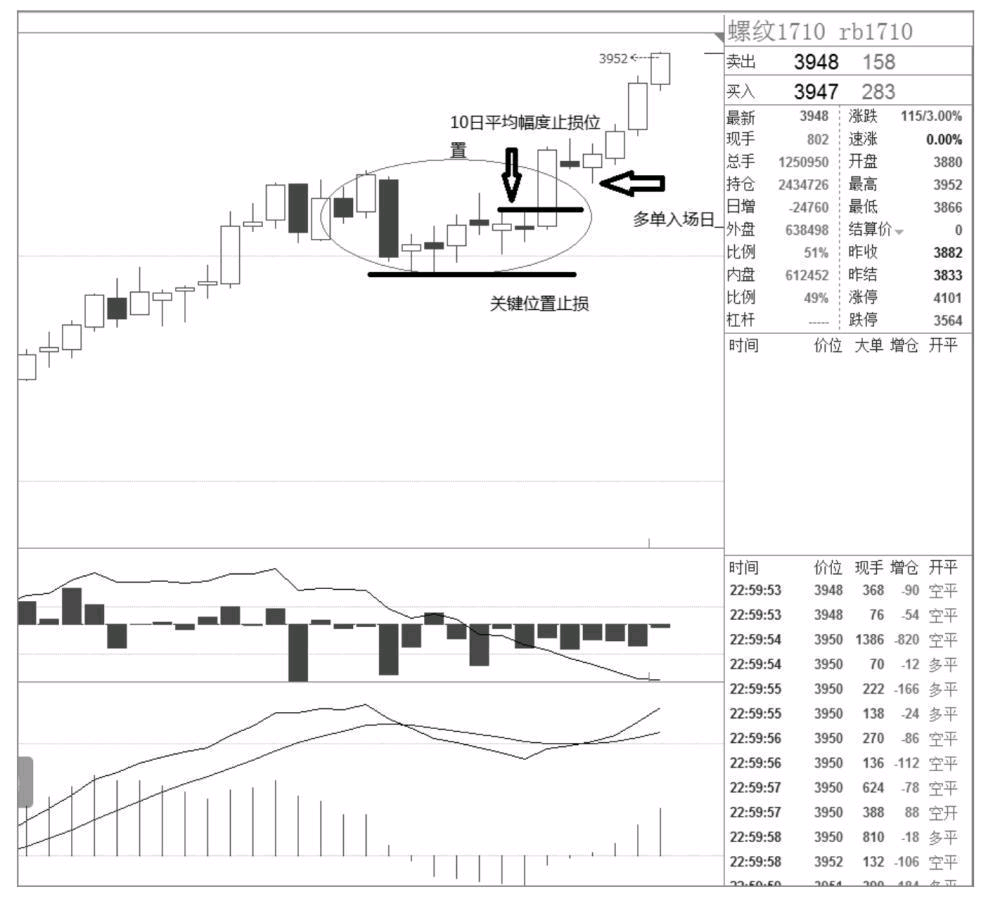 螺纹1710 rb1710
卖出 3948 158
买入 3947 283
最新 3948 涨跌 115/3.00%
现手 802 速涨 0.00%
总手 1250950 开盘 3880
持仓 2434726 最高 3952
日增 -24760 最低 3866
外盘 638498 结算价 0
比例 51% 昨收 3882
内盘 612452 昨结 3833
比例 49% 涨停 4101
杠杆 ----- 跌停 3564
时间 价位 大单 增仓 开平
3952
10日平均幅度止损位
置
多单入场日
关键位置止损
时间 价位 现手 增仓 开平
22:59:53 3948 368 -90 空平
22:59:53 3948 76 -54 空平
22:59:54 3950 1386 -820 空平
22:59:54 3950 70 -12 多平
22:59:55 3950 222 -166 多平
22:59:55 3950 138 -24 多平
22:59:56 3950 270 -86 空平
22:59:56 3950 136 -112 空平
22:59:57 3950 624 -78 空平
22:59:57 3950 388 88 空开
22:59:58 3950 810 -18 多平
22:59:58 3952 132 -106 空平